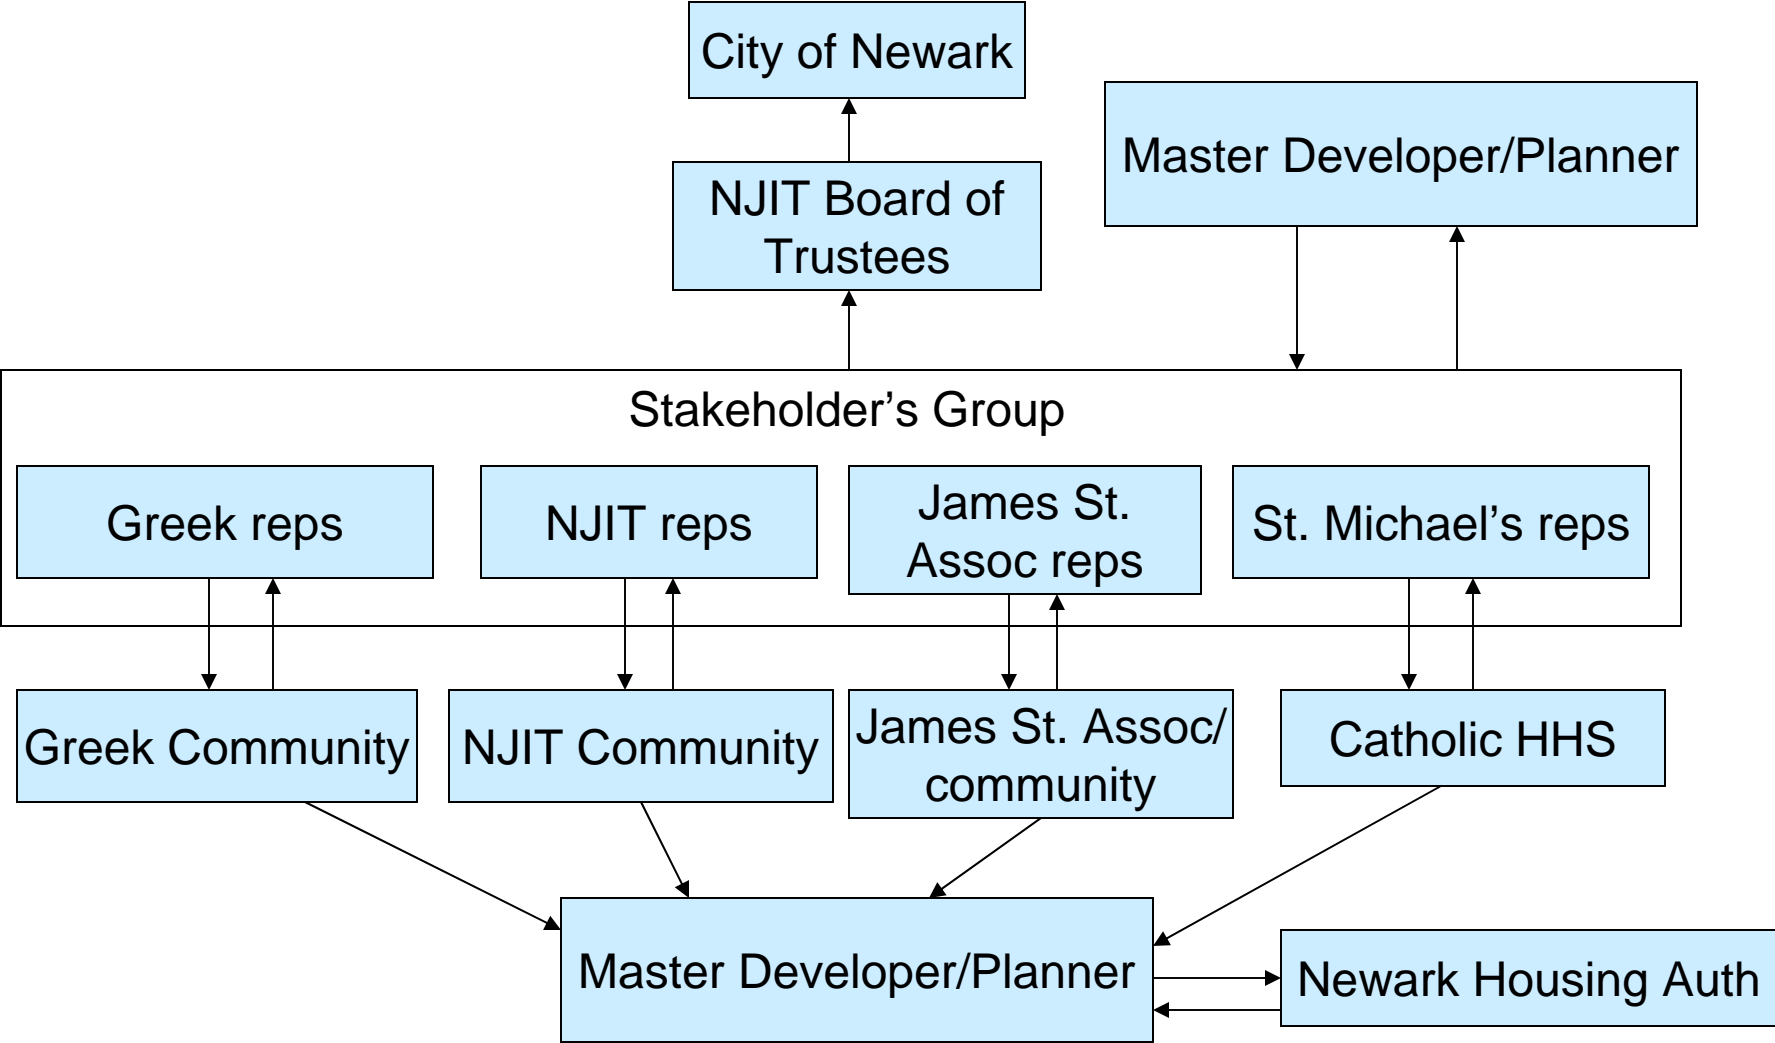 City of Newark
Master Developer/Planner
NJIT Board of
Trustees
Stakeholder’s Group
Greek reps
NJIT reps
James St.
Assoc reps
St. Michael’s reps
Greek Community
NJIT Community
James St. Assoc/
community
Catholic HHS
Master Developer/Planner
Newark Housing Auth